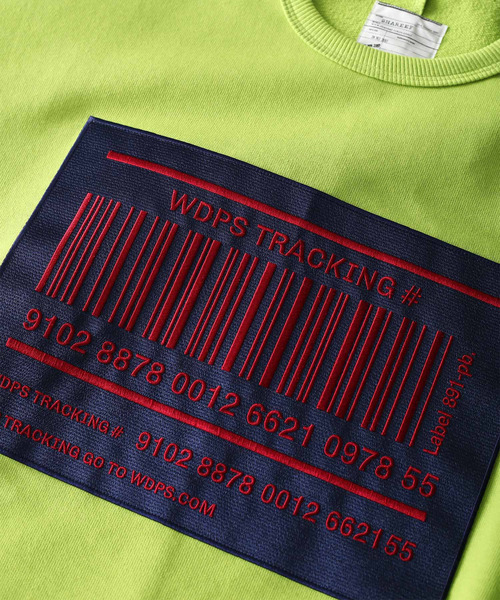 WDPS TRACKING #
9102 8878 0012 6621 0978 55
Label 891-pb,
WDPS TRACKING# 9102 8878 0012 662155
TRACKING GO TO WDPS.COM